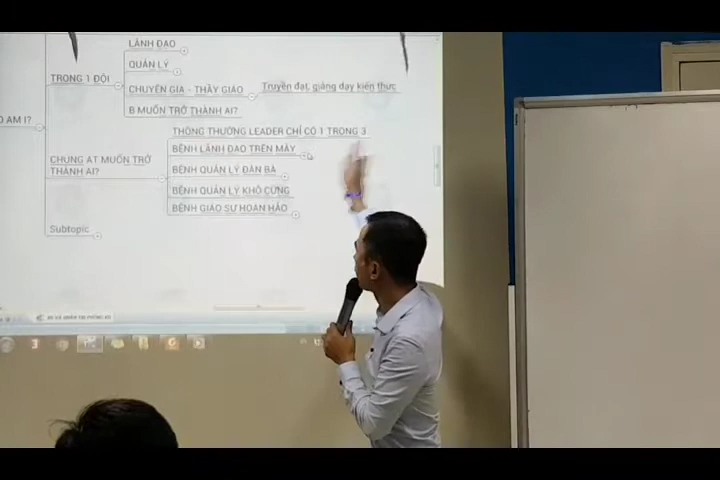 LÃNH ĐẠO
QUẢN LÝ
TRONG 1 ĐỘI
CHUYÊN GIA - THẦY GIÁO
Truyền đạt, giảng dạy kiến thức
B MUỐN TRỞ THÀNH AI?
AM I?
THÔNG THƯỜNG LEADER CHỈ CÓ 1 TRONG 3
BỆNH LÃNH ĐẠO TRÊN MÂY
CHUNG AT MUỐN TRỞ
THÀNH AI?
BỆNH QUẢN LÝ ĐÀN BÀ
BỆNH QUẢN LÝ KHÔ CỨNG
BỆNH GIÁO SƯ HOÀN HẢO
Subtopic